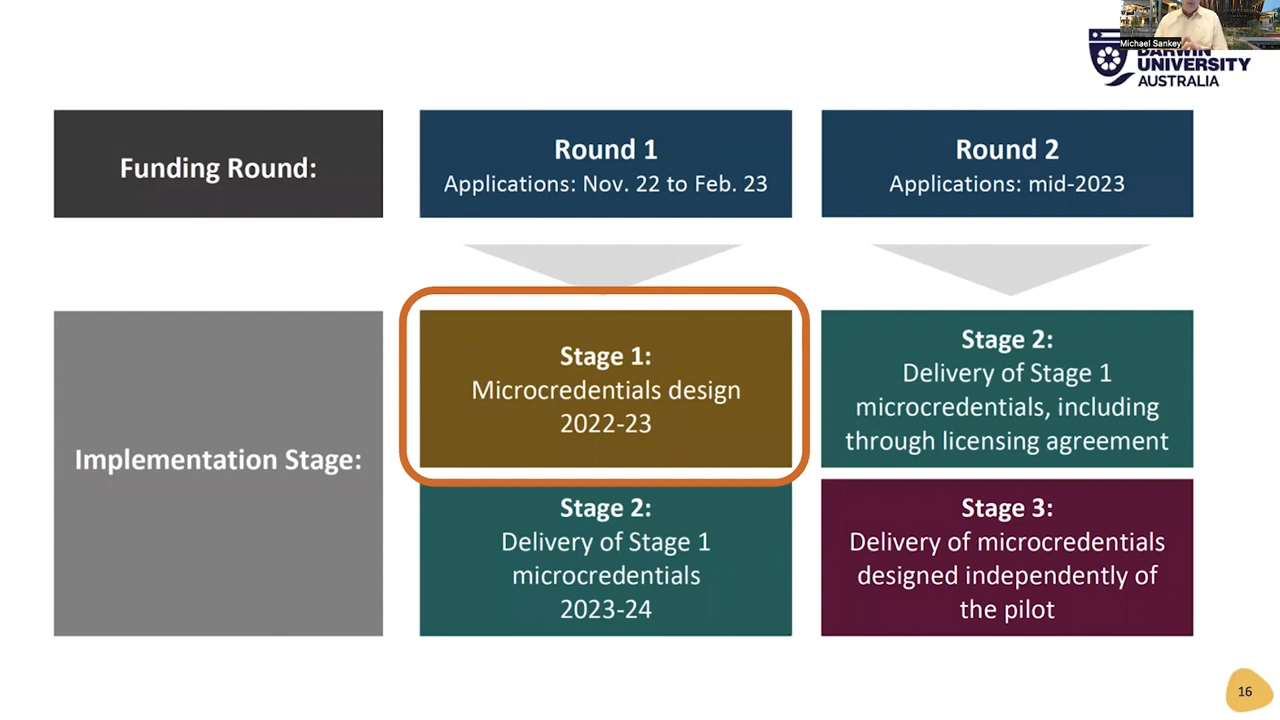 Michael Sankey
DARWIN
UNIVERSITY
AUSTRALIA
Funding Round:
Round 1
Applications: Nov. 22 to Feb. 23
Round 2
Applications: mid-2023
Implementation Stage:
Stage 1:
Microcredentials design
2022-23
Stage 2:
Delivery of Stage 1
microcredentials
2023-24
Stage 2:
Delivery of Stage 1
microcredentials, including
through licensing agreement
Stage 3:
Delivery of microcredentials
designed independently of
the pilot
16